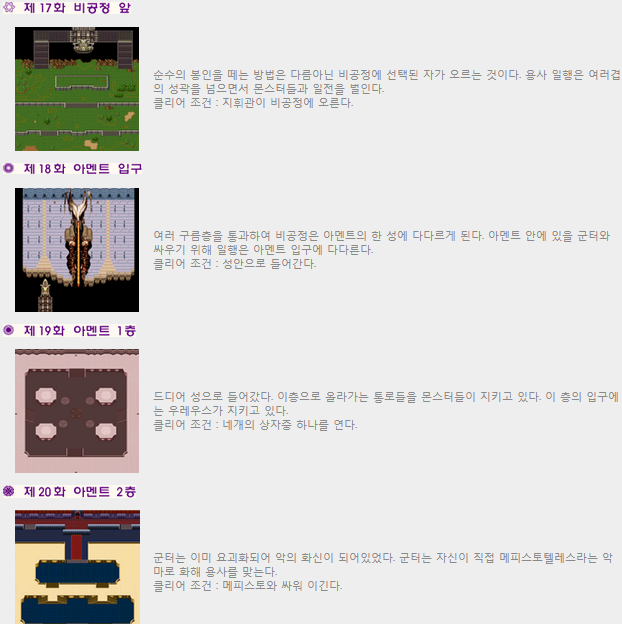 제 17화 비공정 앞
순수의 봉인을 떼는 방법은 다름아닌 비공정에 선택된 자가 오르는 것이다. 용사 일행은 여러겹
의 성곽을 넘으면서 몬스터들과 일전을 벌인다.
클리어 조건 : 지휘관이 비공정에 오른다.
제 18화 아멘트 입구
여러 구름층을 통과하여 비공정은 아멘트의 한 성에 다다르게 된다. 아멘트 안에 있을 군터와
싸우기 위해 일행은 아멘트 입구에 다다른다.
클리어 조건 : 성안으로 들어간다.
제 19화 아멘트 1층
드디어 성으로 들어갔다. 이층으로 올라가는 통로들을 몬스터들이 지키고 있다. 이 층의 입구에
는 우레우스가 지키고 있다.
클리어 조건 : 네개의 상자중 하나를 연다.
제 20화 아멘트 2층
군터는 이미 요괴화되어 악의 화신이 되어있었다. 군터는 자신이 직접 메피스토텔레스라는 악
마로 화해 용사를 맞는다.
클리어 조건 : 메피스토와 싸워 이긴다.